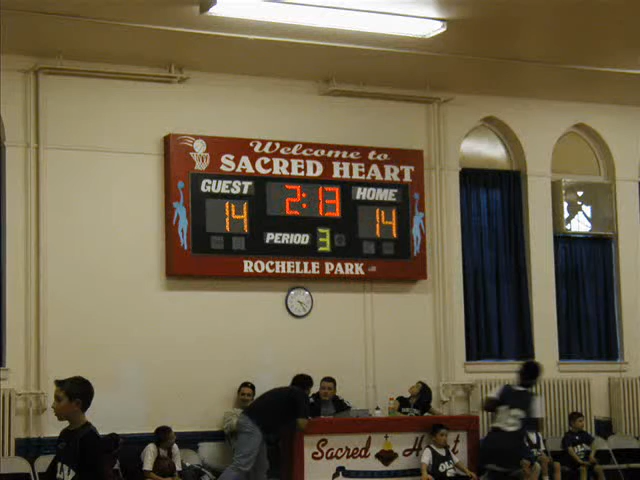 Welcome to
SACRED HEART
GUEST
2:13
HOME
14
14
PERIOD 3
ROCHELLE PARK
Sacred Heart